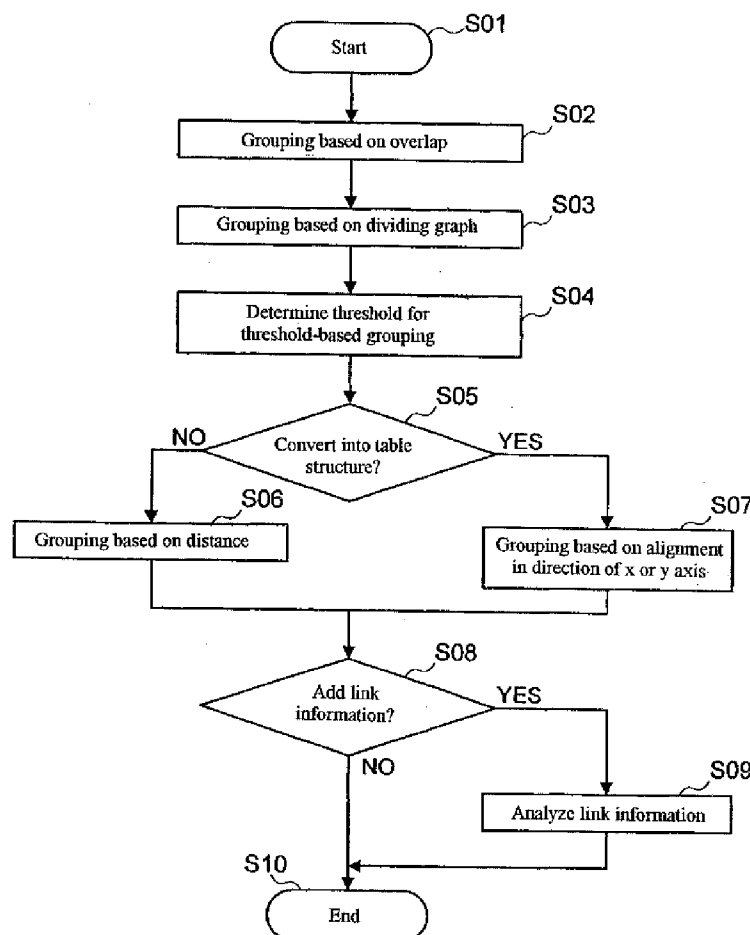 S01
Start
S02
Grouping based on overlap
S03
Grouping based on dividing graph
S04
Determine threshold for
threshold-based grouping
S05
NO
YES
Convert into table
structure?
S06
Grouping based on distance
S07
Grouping based on alignment
in direction of x or y axis
S08
Add link
information?
YES
NO
S09
Analyze link information
S10
End